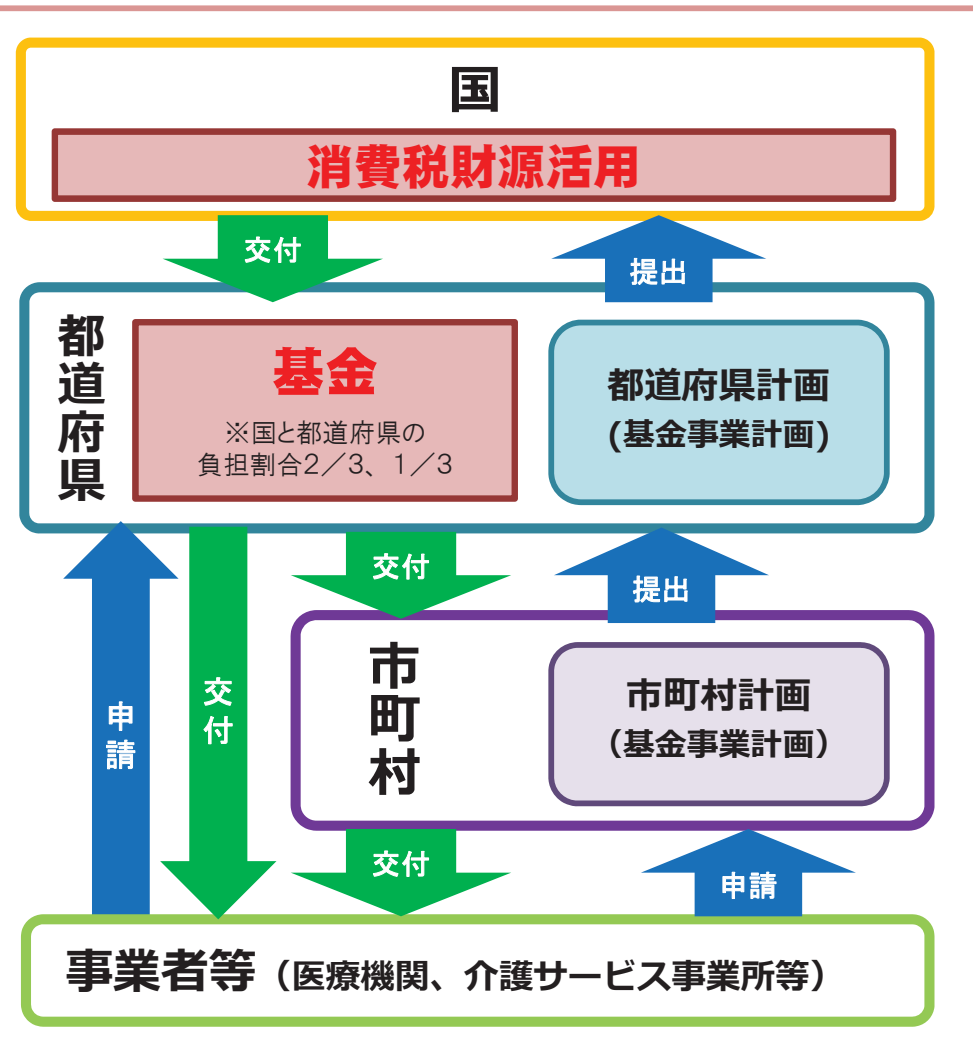 国
消費税財源活用
交付
提出
都道府県
基金
※国と都道府県の
負担割合2／3、1／3
都道府県計画
(基金事業計画)
交付
提出
申請
交付
市町村
市町村計画
（基金事業計画）
交付
申請
事業者等（医療機関、介護サービス事業所等）